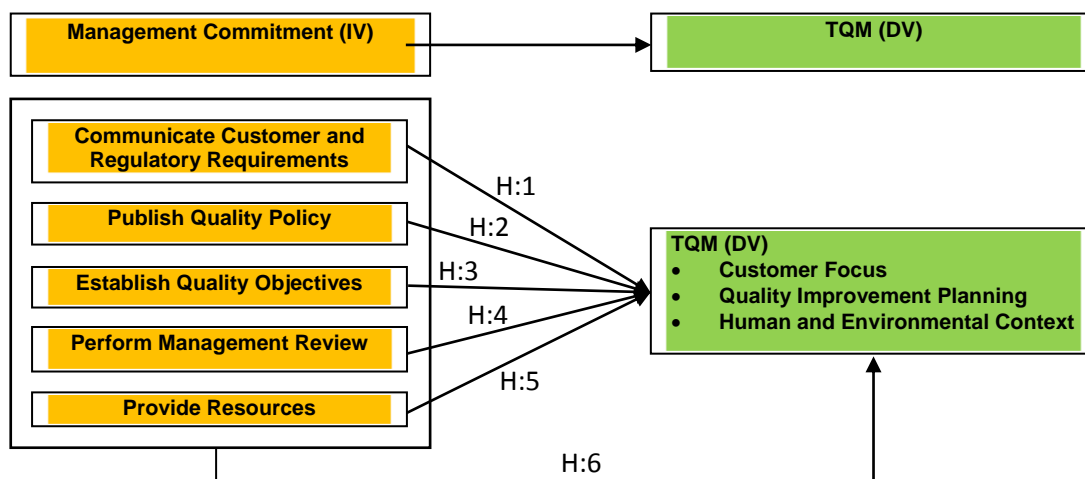 Management Commitment (IV)
TQM (DV)
Communicate Customer and
Regulatory Requirements
H:1
Publish Quality Policy
H:2
Establish Quality Objectives
H:3
Perform Management Review
H:4
Provide Resources
H:5
TQM (DV)
• Customer Focus
• Quality Improvement Planning
• Human and Environmental Context
H:6